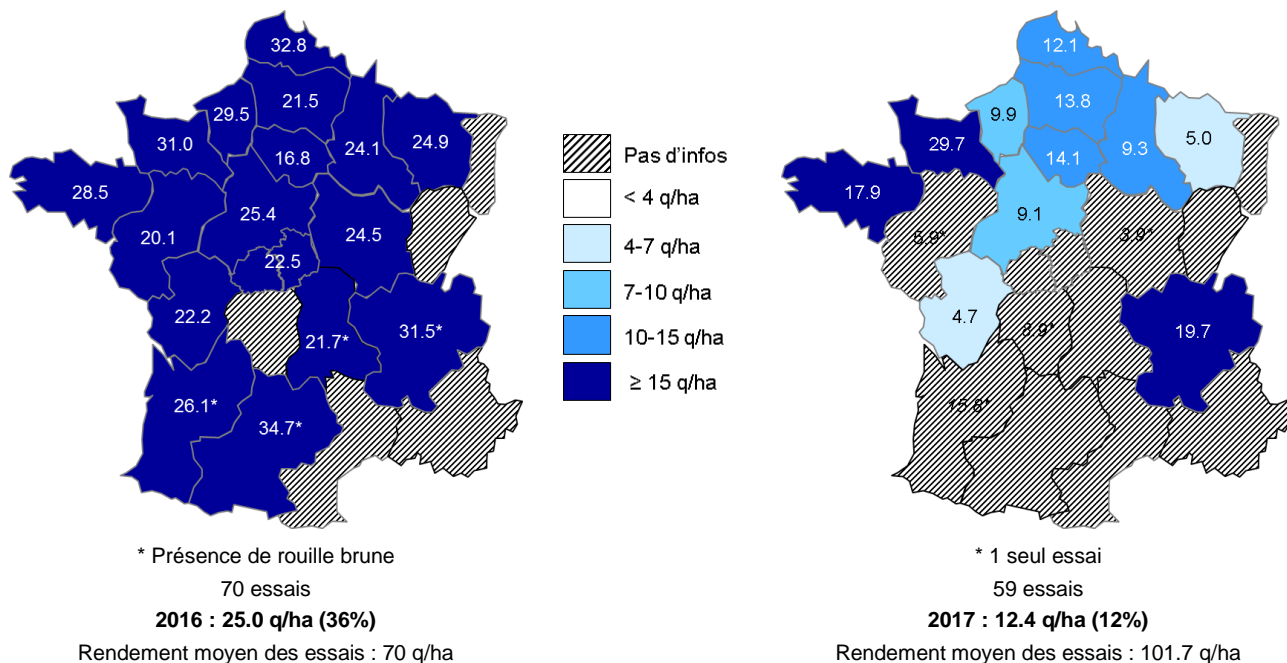 32.8
21.5
29.5
31.0
16.8
24.1
24.9
28.5
25.4
20.1
24.5
22.5
22.2
21.7*
31.5*
26.1*
34.7*
* Présence de rouille brune
70 essais
2016 : 25.0 q/ha (36%)
Rendement moyen des essais : 70 q/ha
Pas d'infos
< 4 q/ha
4-7 q/ha
7-10 q/ha
10-15 q/ha
≥ 15 q/ha
12.1
13.8
9.9
29.7
14.1
9.3
5.0
17.9
9.1
5.9*
3.9*
4.7
8.9*
19.7
15.8*
* 1 seul essai
59 essais
2017 : 12.4 q/ha (12%)
Rendement moyen des essais : 101.7 q/ha